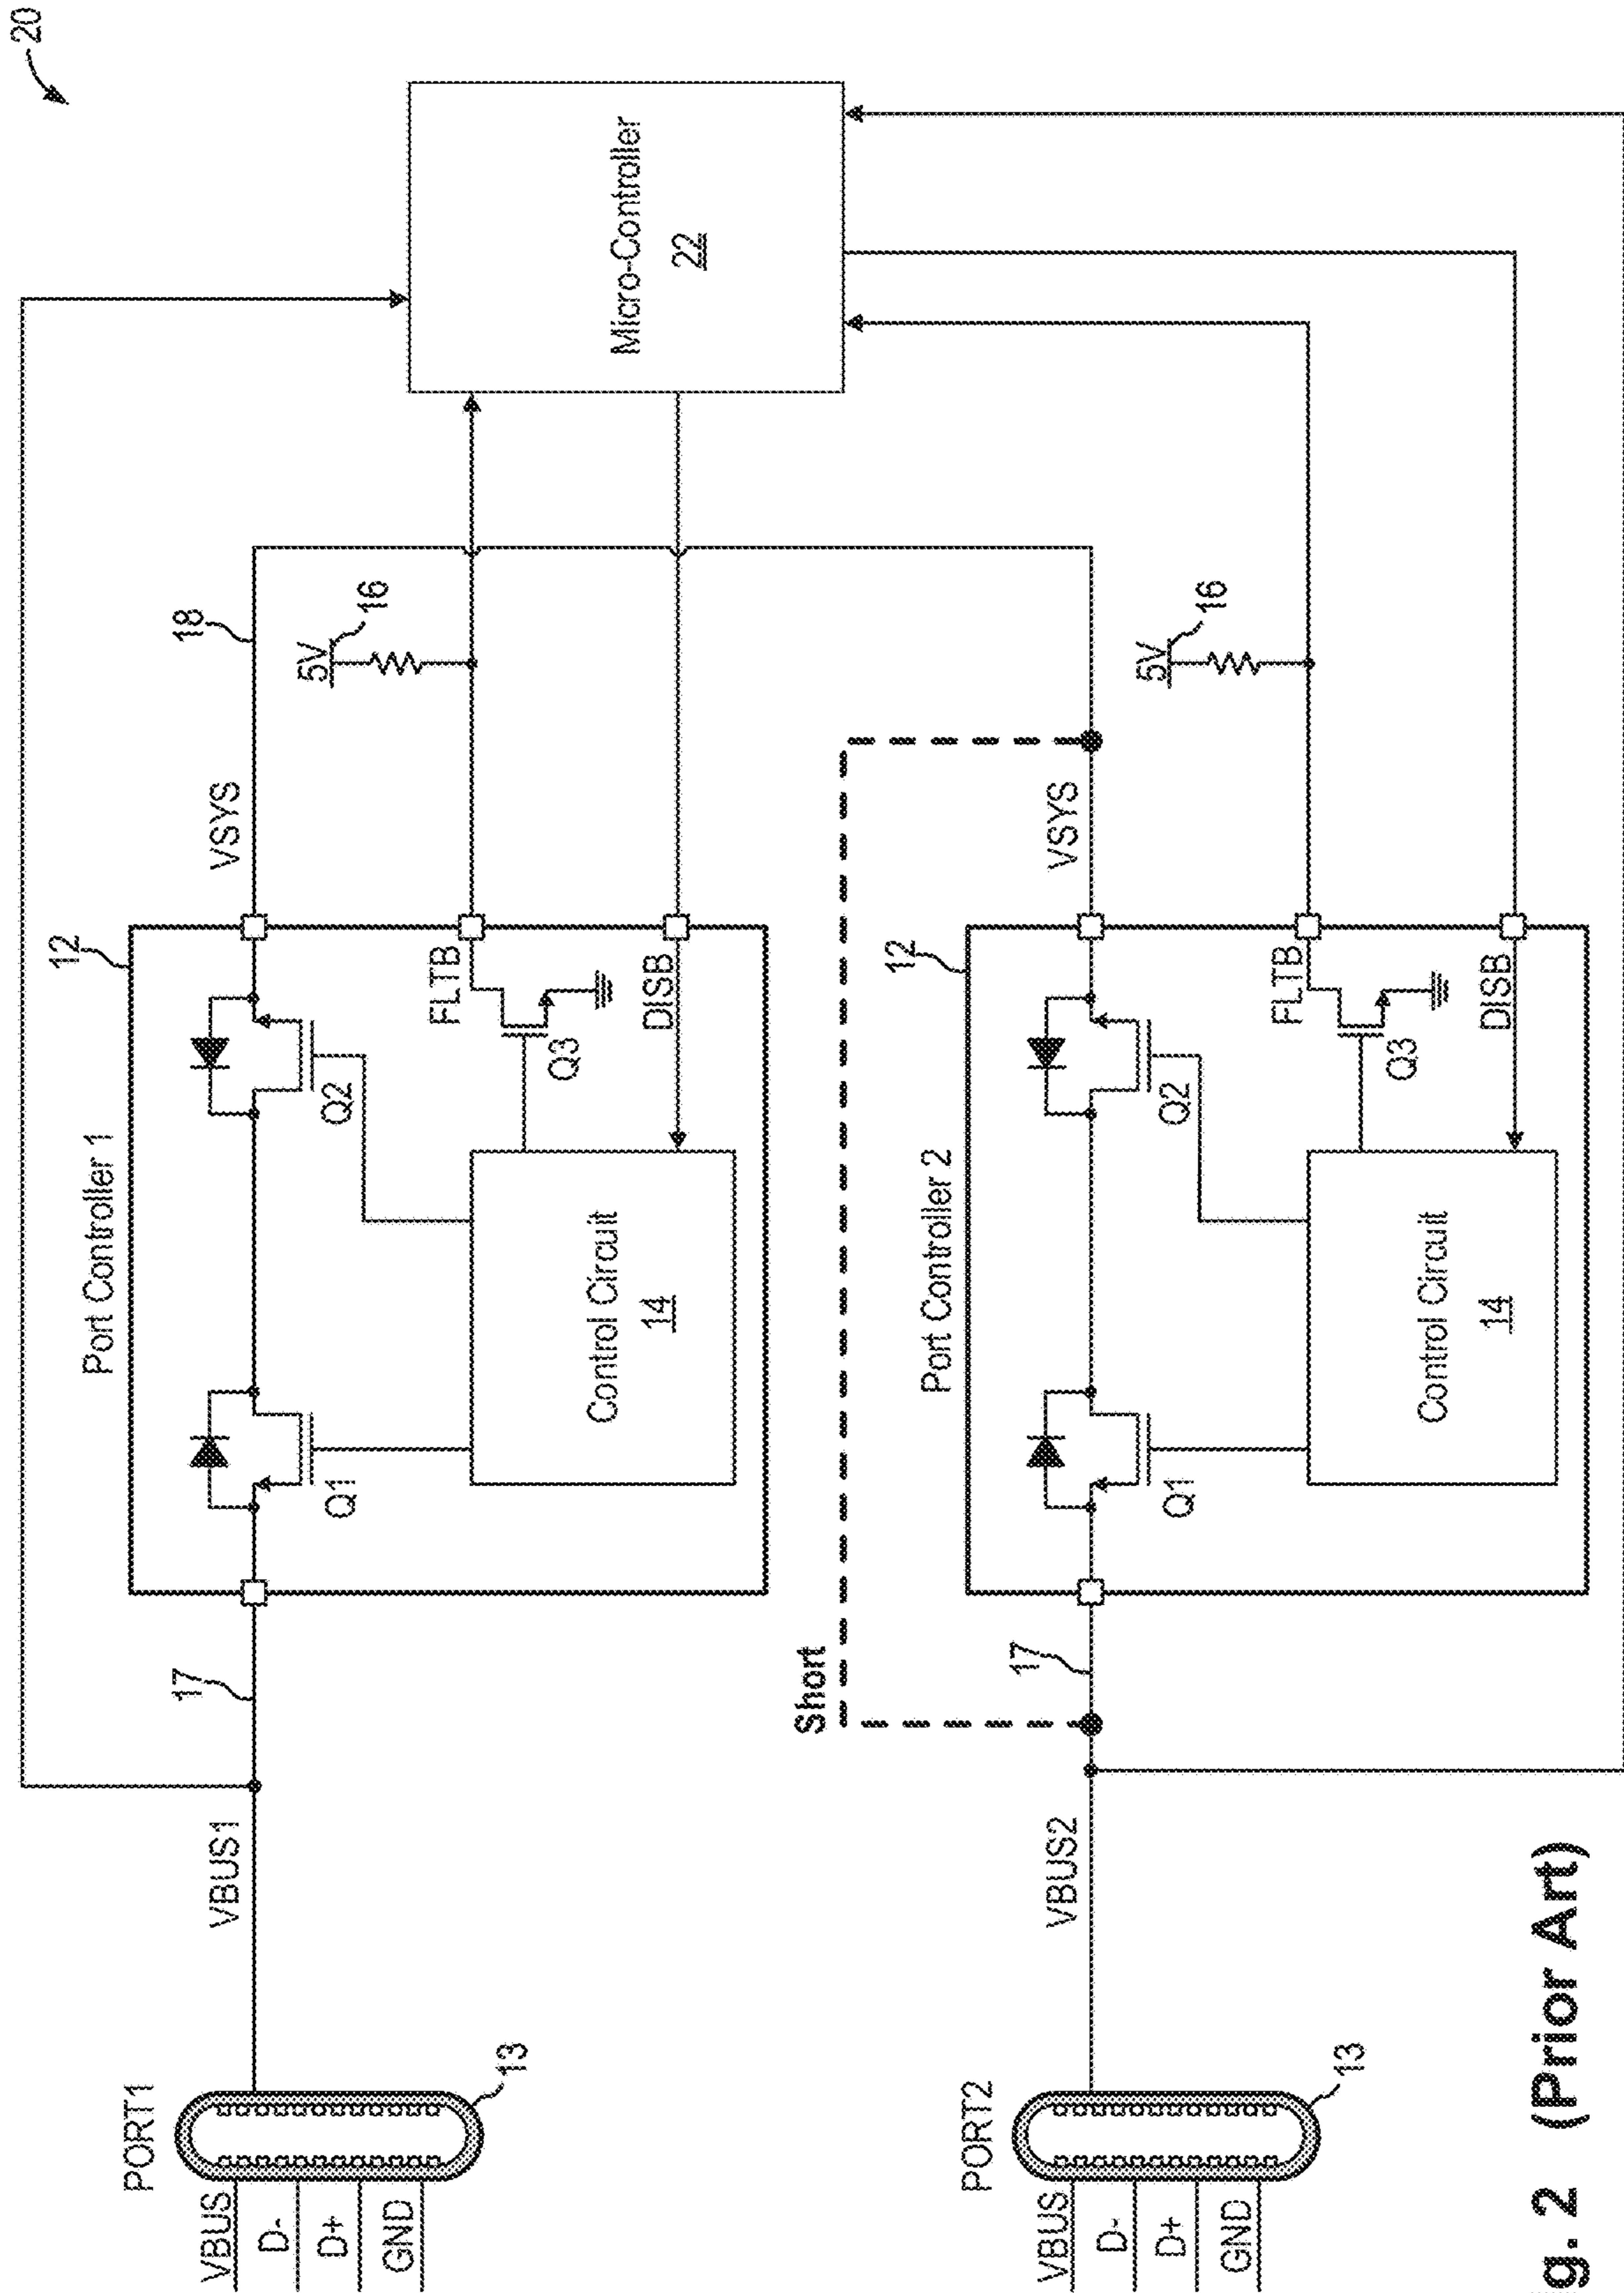 20
Micro-Controller
22
18
5V
16
VSYS
12
Port Controller 1
FLTB
DISB
Q1
Q2
Q3
Control Circuit
14
17
VBUS1
PORT1
13
VBUS
D-
D+
GND
Short
5V
16
VSYS
12
Port Controller 2
FLTB
DISB
Q1
Q2
Q3
Control Circuit
14
17
VBUS2
PORT2
13
VBUS
D-
D+
GND
g. 2 (Prior Art)